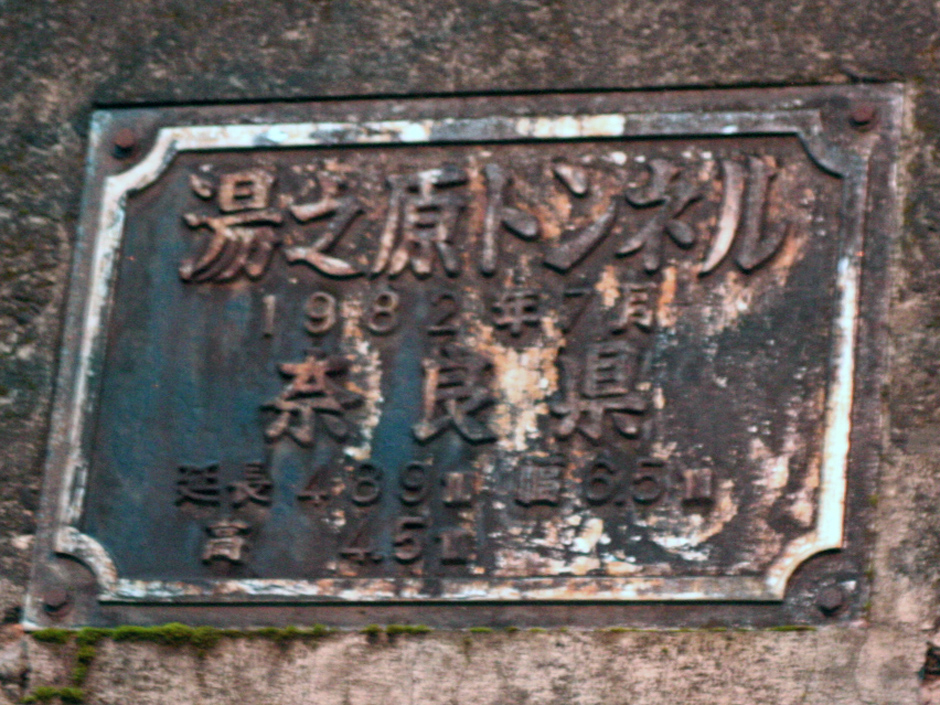 湯之原トンネル
1982年7月
奈良県
延長489m 幅6.5m
高 4.5m